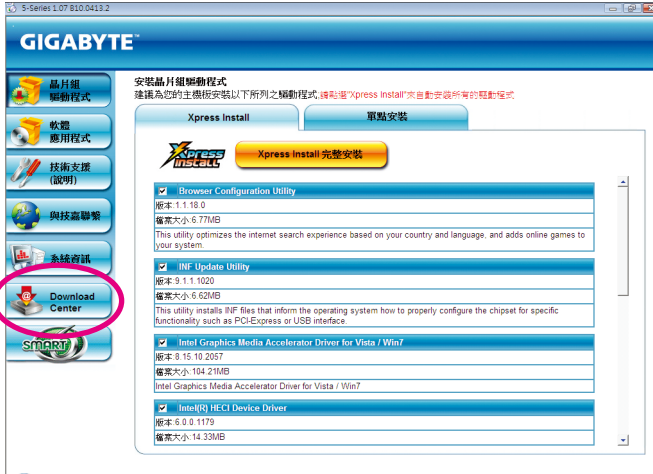 5-Series 1.07 B10.0413.2
GIGABYTE™
晶片組
驅動程式
軟體
應用程式
技術支援
(說明)
與技嘉聯繫
系統資訊
Download
Center
SMART
安裝晶片組驅動程式
建議為您的主機板安裝以下所列之驅動程式;請點選"Xpress Install"來自動安裝所有的驅動程式
Xpress Install
單點安裝
Xpress
Install
Xpress Install 完整安裝
Browser Configuration Utility
版本:1.1.18.0
檔案大小:6.77MB
This utility optimizes the internet search experience based on your country and language, and adds online games to
your system.
INF Update Utility
版本:9.1.1.1020
檔案大小:6.62MB
This utility installs INF files that inform the operating system how to properly configure the chipset for specific
functionality such as PCI-Express or USB interface.
Intel Graphics Media Accelerator Driver for Vista / Win7
版本:8.15.10.2057
檔案大小:104.21MB
Intel Graphics Media Accelerator Driver for Vista / Win7
Intel(R) HECI Device Driver
版本:6.0.0.1179
檔案大小:14.33MB